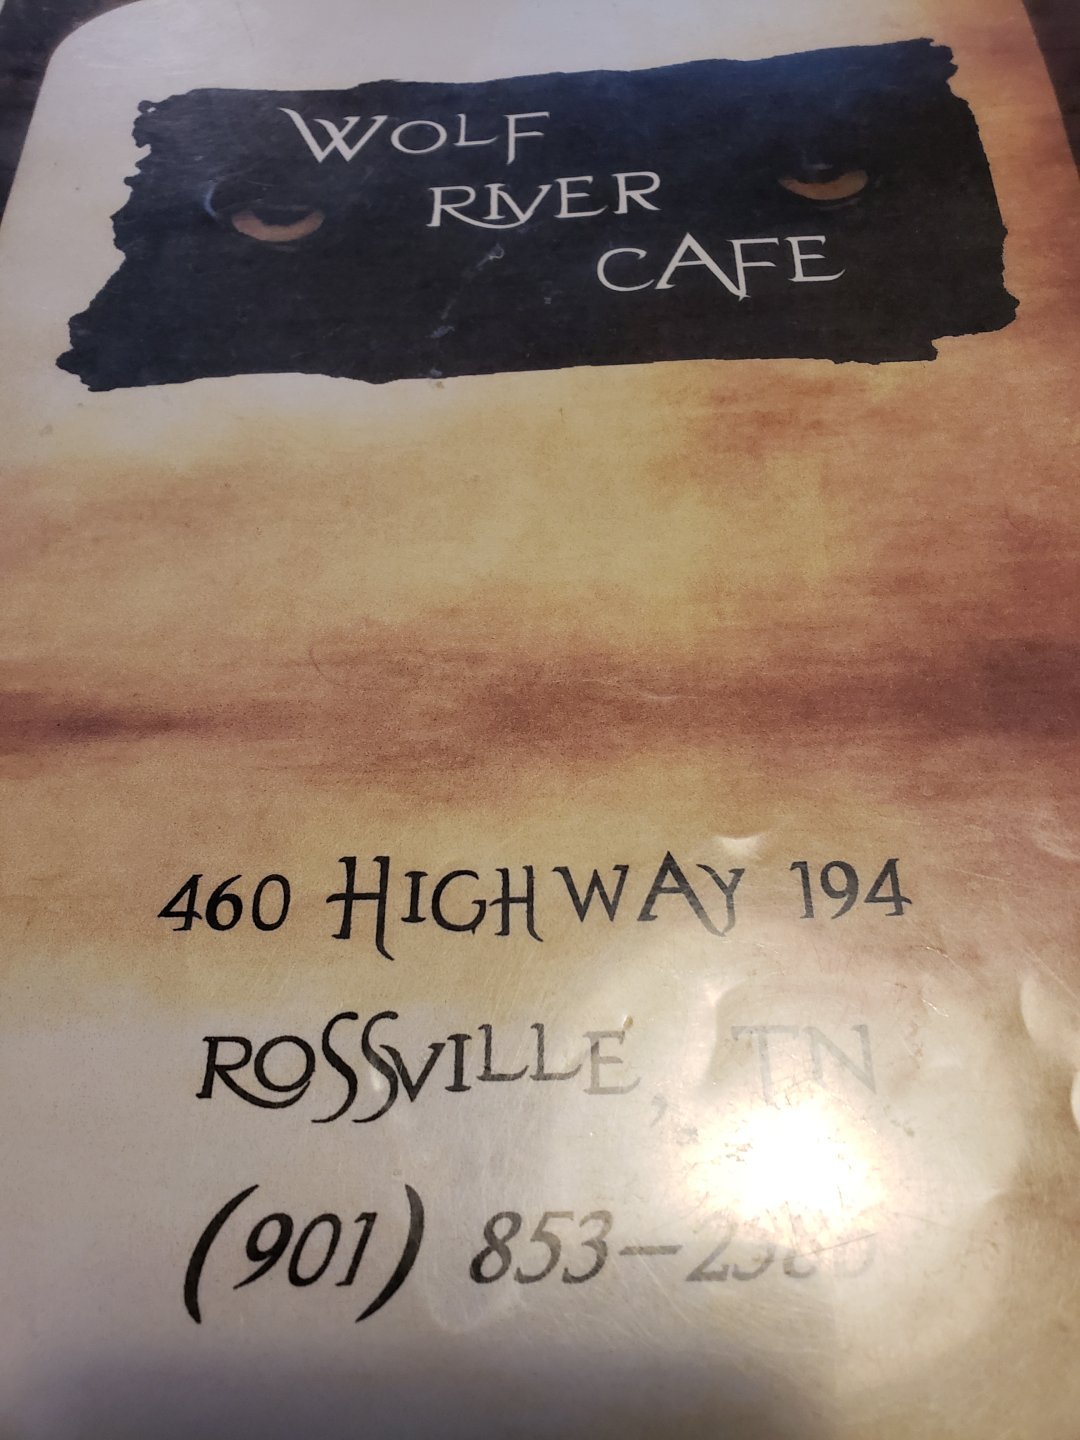 WOLF
RIVER
CAFE
460 HIGHWAY 194
ROSSVILLE, TN
(901) 853-